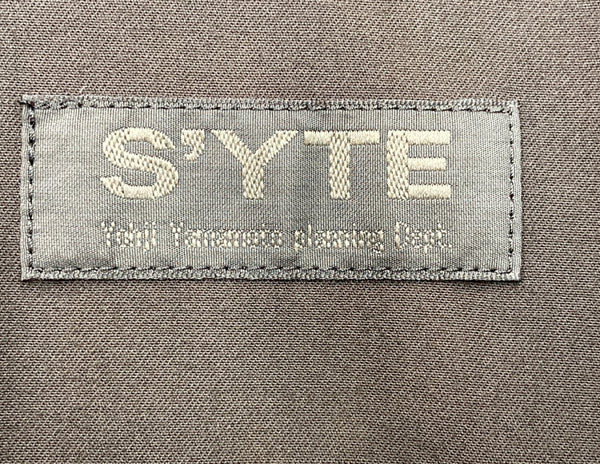 S'YTE
Yohji Yamamoto planning Dept.